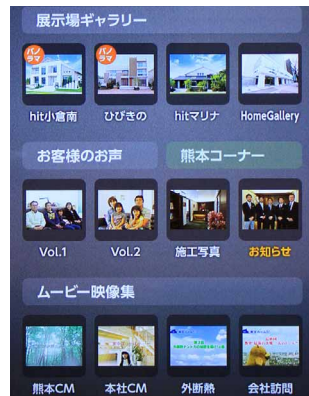 展示場ギャラリー
パノラマ
パノラマ
hit小倉南
ひびきの
hitマリナ
HomeGallery
お客様のお声
熊本コーナー
Vol.1
Vol.2
施工写真
お知らせ
ムービー映像集
熊本CM
本社CM
外断熱
会社訪問